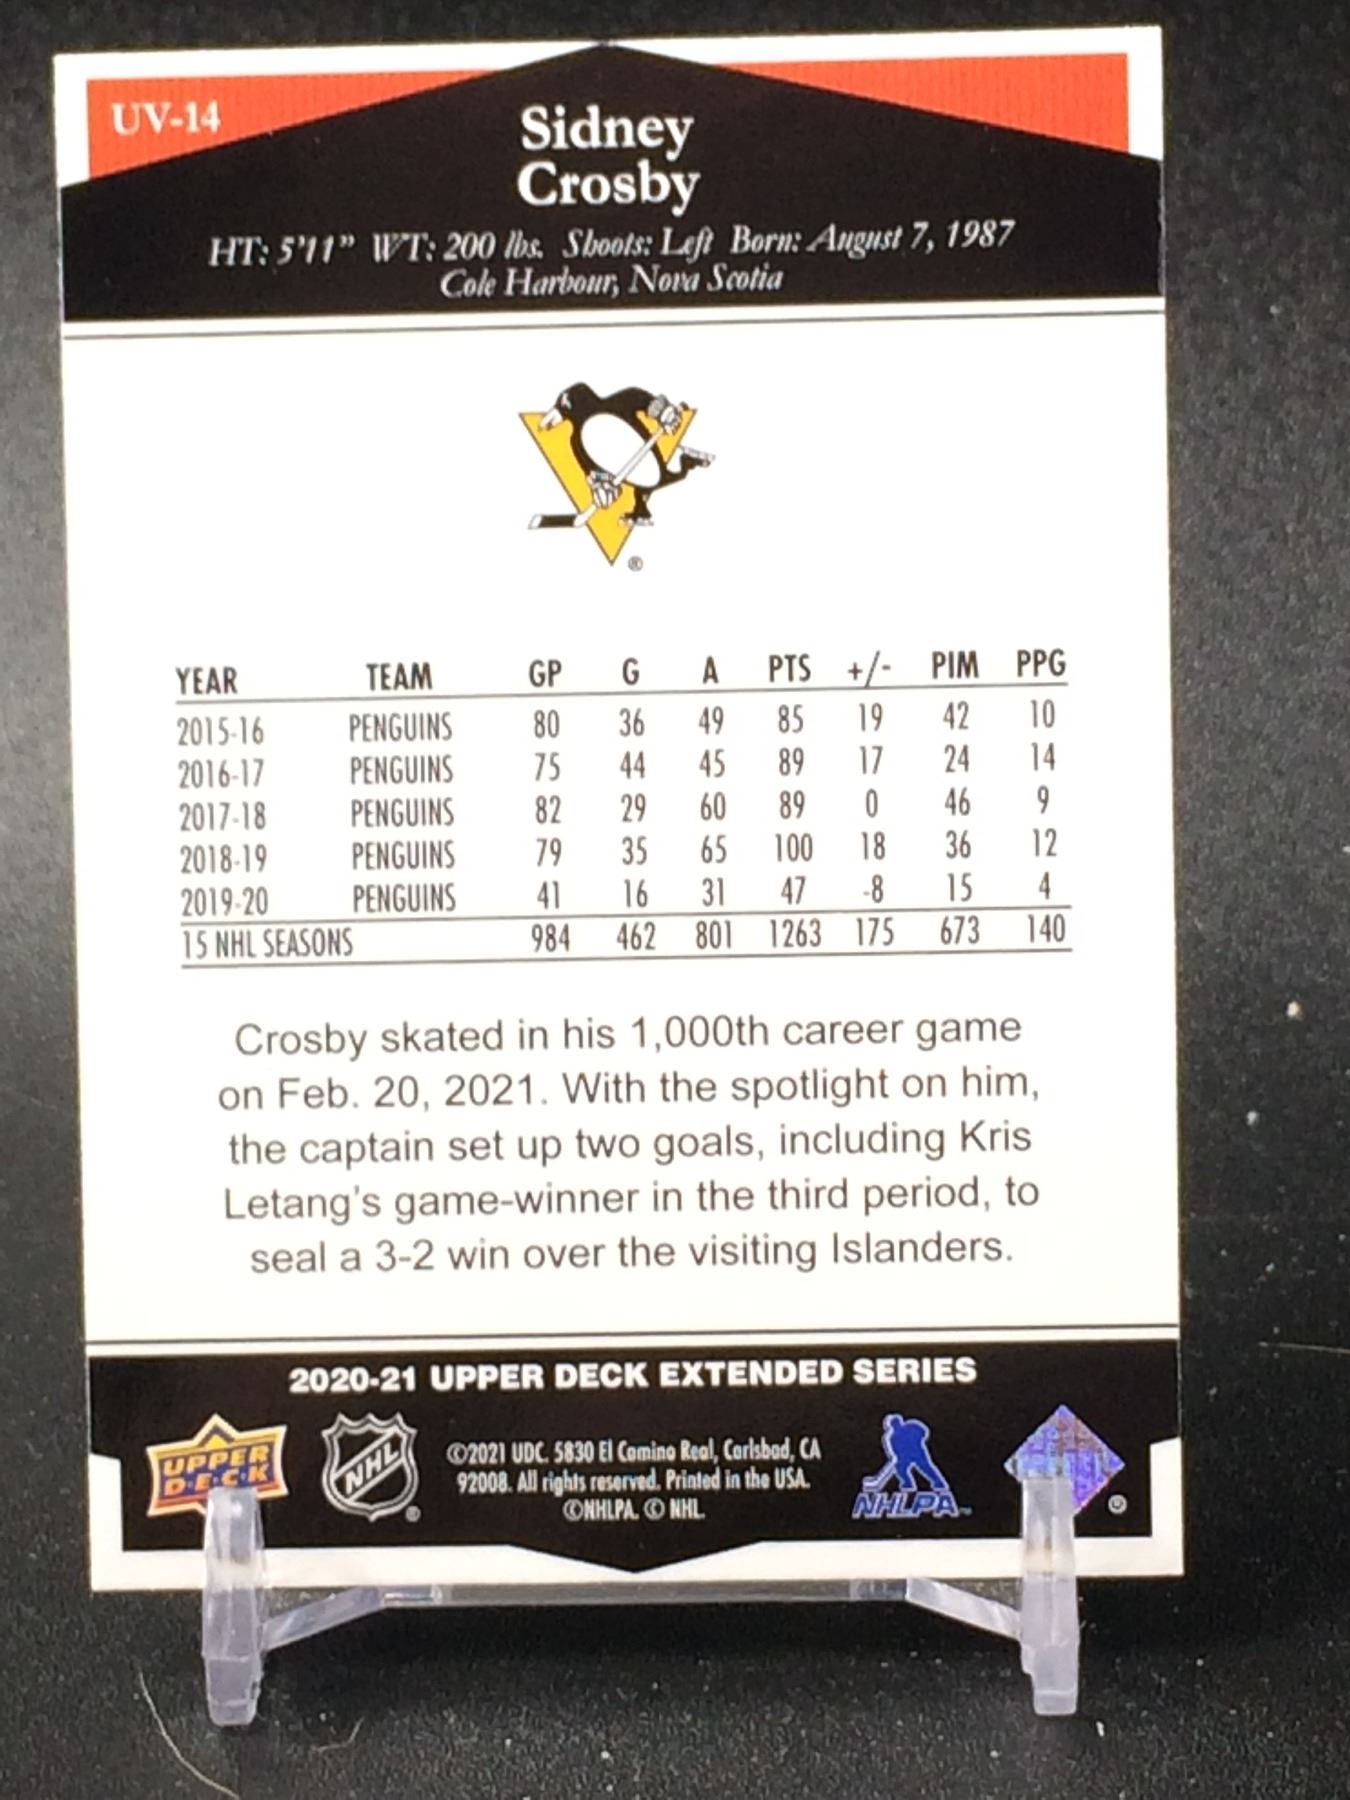 UV-14
Sidney
Crosby
HT: 5'11" WT: 200 lbs. Shoots: Left Born: August 7, 1987
Cole Harbour, Nova Scotia
®
YEAR TEAM GP G A PTS +/- PIM PPG
2015-16 PENGUINS 80 36 49 85 19 42 10
2016-17 PENGUINS 75 44 45 89 17 24 14
2017-18 PENGUINS 82 29 60 89 0 46 9
2018-19 PENGUINS 79 35 65 100 18 36 12
2019-20 PENGUINS 41 16 31 47 -8 15 4
15 NHL SEASONS 984 462 801 1263 175 673 140
Crosby skated in his 1,000th career game
on Feb. 20, 2021. With the spotlight on him,
the captain set up two goals, including Kris
Letang's game-winner in the third period, to
seal a 3-2 win over the visiting Islanders.
2020-21 UPPER DECK EXTENDED SERIES
UPPER
DECK
NHL ®
©2021 UDC. 5830 El Camino Real, Carlsbad, CA
92008. All rights reserved. Printed in the USA.
©NHLPA. © NHL.
NHLPA™
®